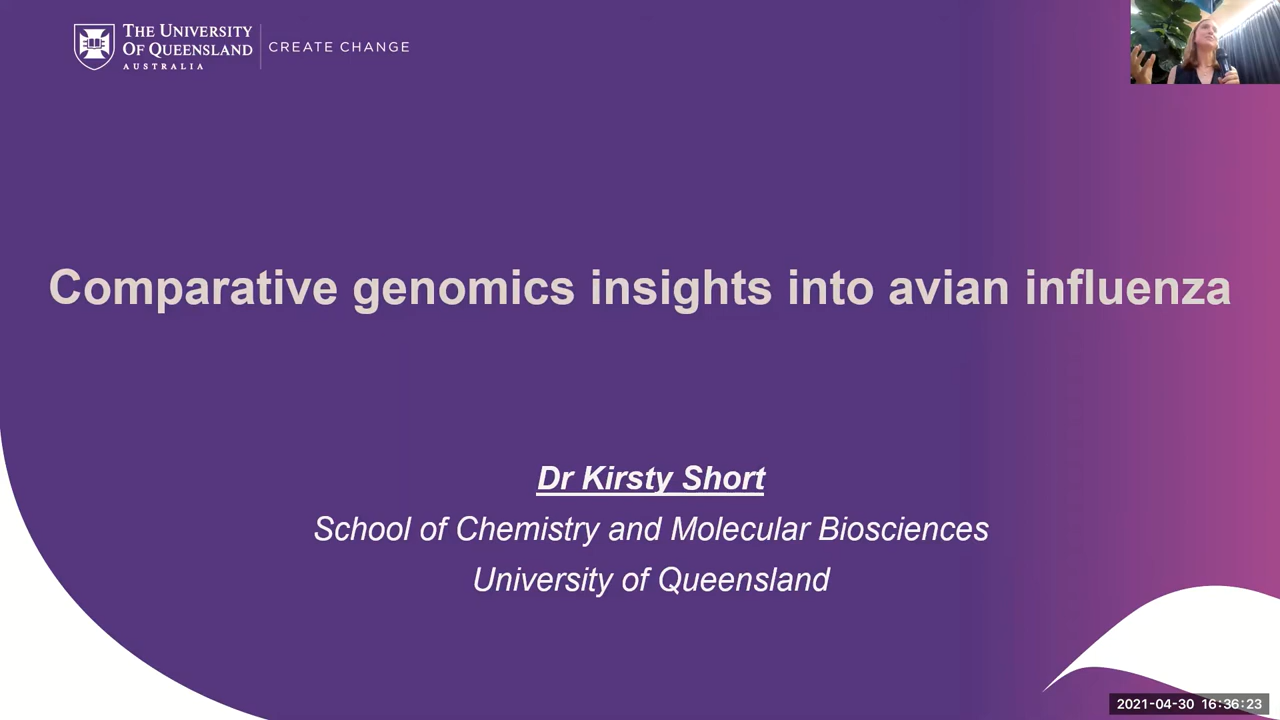 THE UNIVERSITY
OF QUEENSLAND
AUSTRALIA
CREATE CHANGE
Comparative genomics insights into avian influenza
Dr Kirsty Short
School of Chemistry and Molecular Biosciences
University of Queensland
2021-04-30 16:36:23